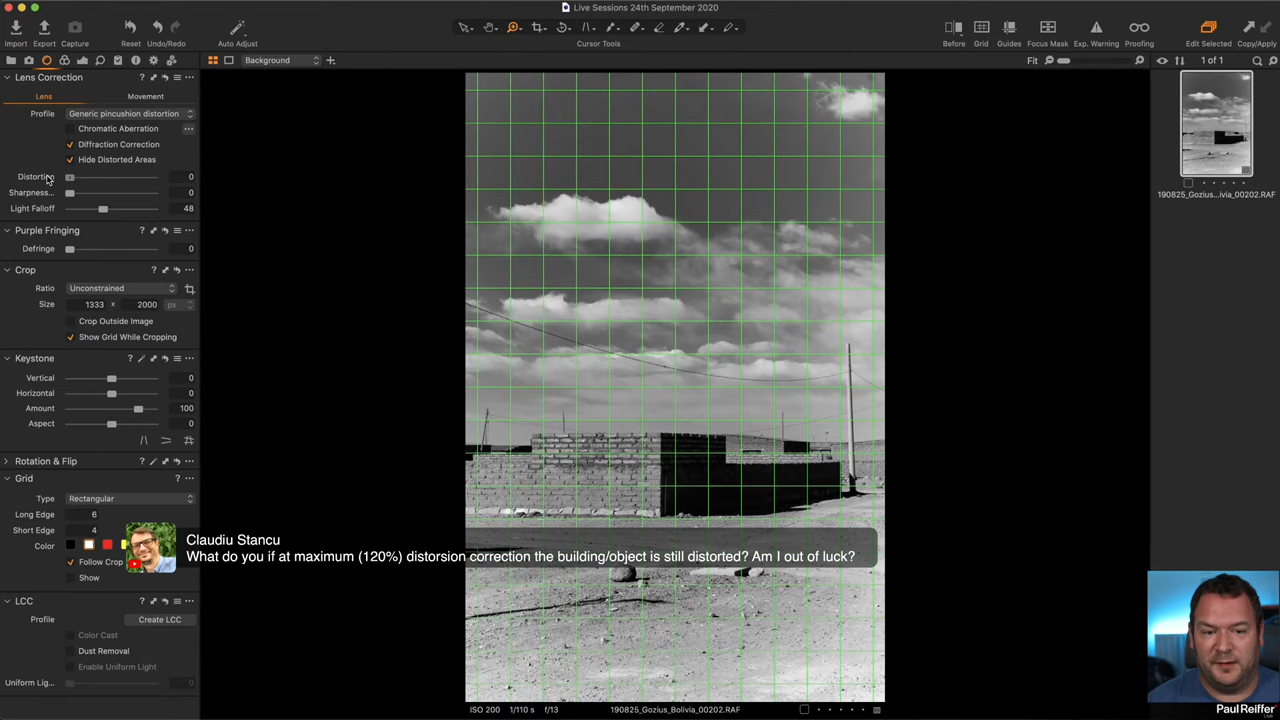 Live Sessions 24th September 2020
Import Export Capture Reset Undo/Redo Auto Adjust Cursor Tools Before Grid Guides Focus Mask Exp. Warning Proofing Edit Selected Copy/Apply
Background Fit 1 of 1
Lens Correction ?
Lens Movement
Profile Generic pincushion distortion
Chromatic Aberration
Diffraction Correction
Hide Distorted Areas
Distortion 0
Sharpness... 0
Light Falloff 48
Purple Fringing ?
Defringe 0
Crop ?
Ratio Unconstrained
Size 1333 x 2000 px
Crop Outside Image
Show Grid While Cropping
Keystone ?
Vertical 0
Horizontal 0
Amount 100
Aspect 0
Rotation & Flip ?
Grid ?
Type Rectangular
Long Edge 6
Short Edge 4
Color
Follow Crop
Show
LCC ?
Profile Create LCC
Color Cast
Dust Removal
Enable Uniform Light
Uniform Lig... 0
Claudiu Stancu
What do you if at maximum (120%) distorsion correction the building/object is still distorted? Am I out of luck?
ISO 200 1/110 s f/13 190825_Gozius_Bolivia_00202.RAF
190825_Gozius...ivia_00202.RAF
Paul Reiffer
Live